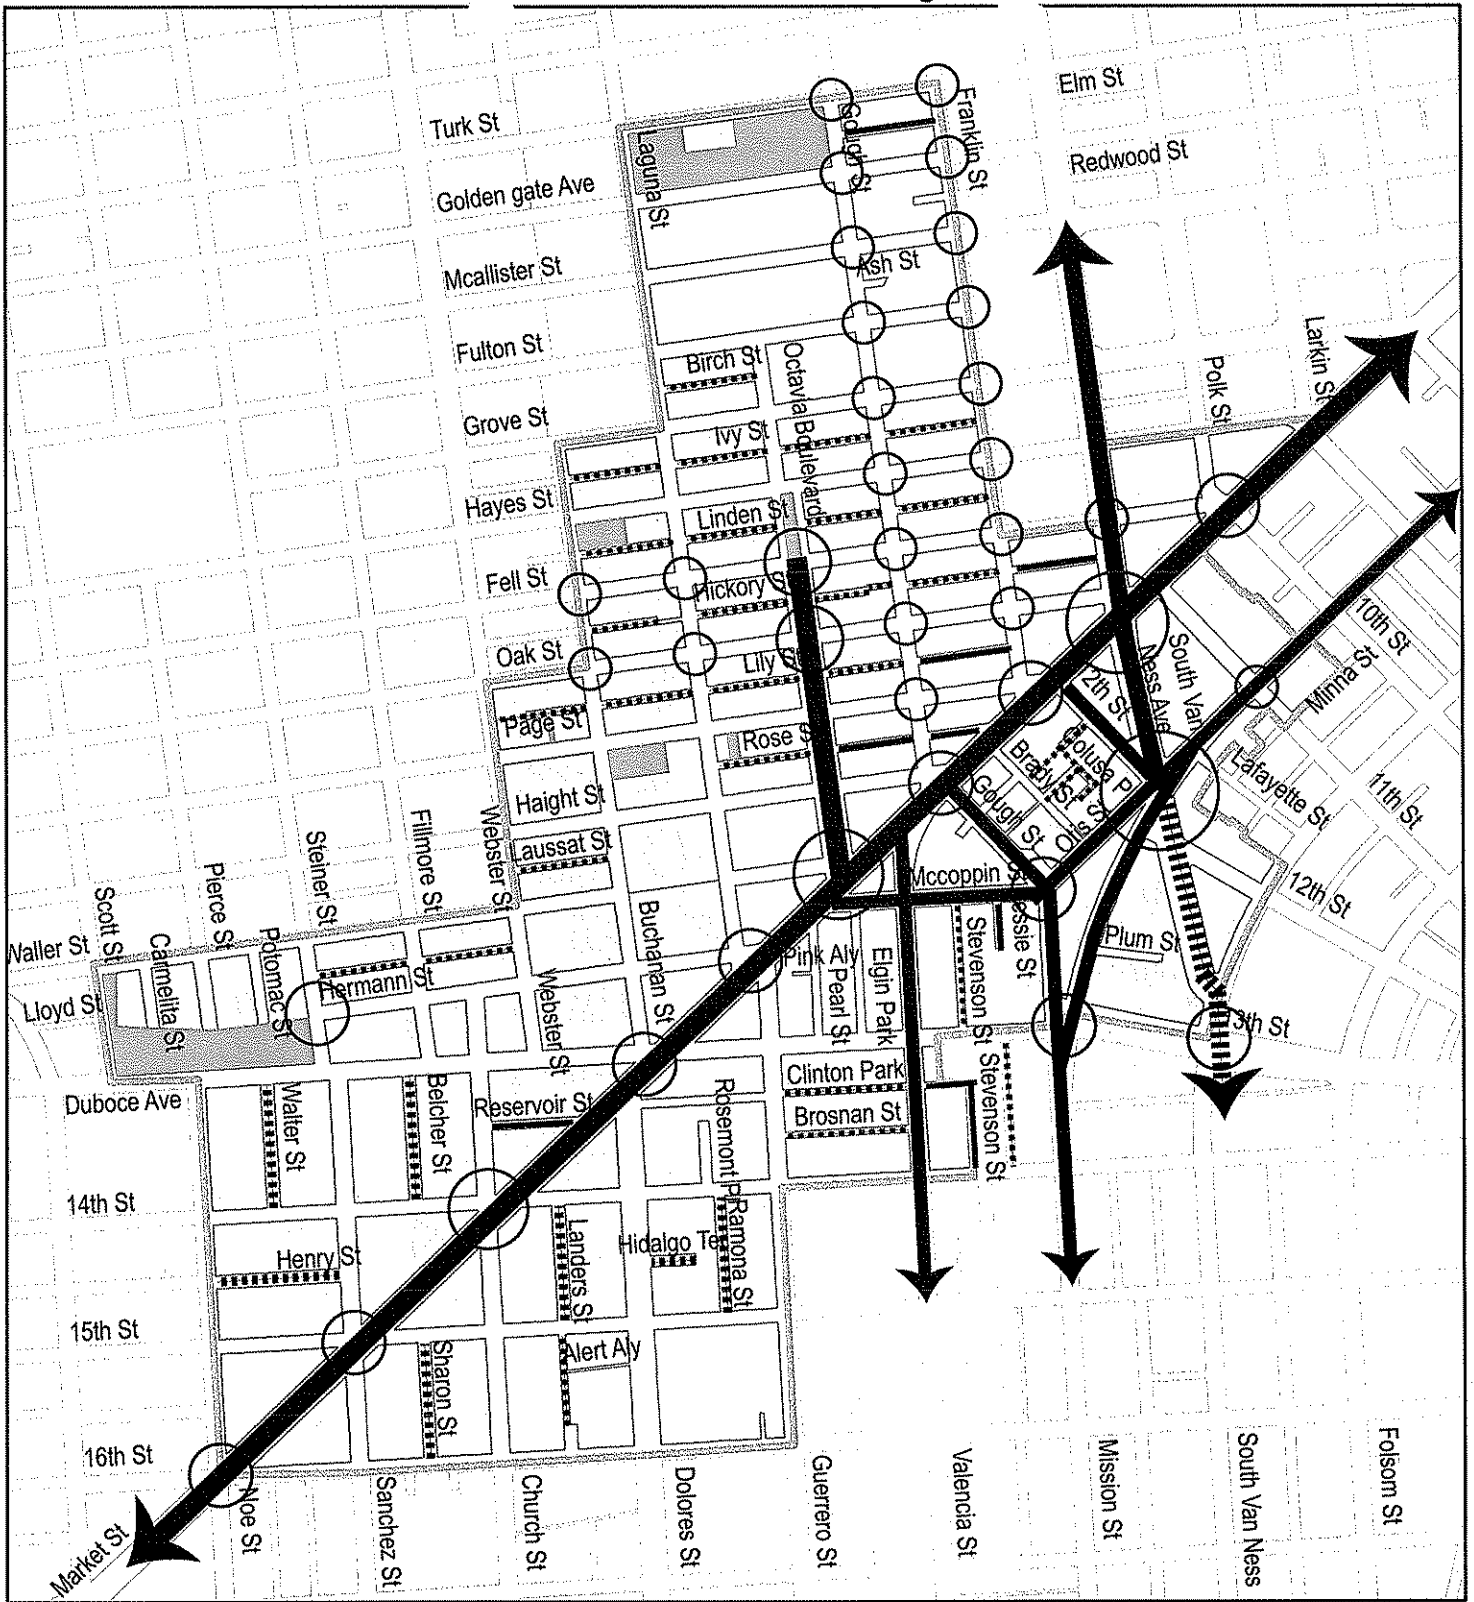 Elm St
Turk St
Franklin St
Gough St
Laguna St
Redwood St
Golden gate Ave
Ash St
Mcallister St
Fulton St
Larkin St
Birch St
Octavia Boulevard
Polk St
Grove St
Ivy St
Hayes St
Linden St
Fell St
Hickory St
10th St
Oak St
Lily S
South Van
Ness Ave
Minna St
2th St
Page St
Rose S
Colusa P
Brady St
Lafayette St
11th St
Haight St
Gough St
Otis S
Fillmore St
Webster St
Laussat St
Steiner St
Pierce St
Mccoppin S
12th St
Scott St
Buchanan St
Stevenson St
essie St
Plum St
Waller St
Carmelita St
Potomac St
Hermann St
Webster St
Pink Aly
Pearl St
Elgin Park
Lloyd St
3th St
Clinton Park
Stevenson St
Duboce Ave
Walter St
Belcher St
Reservoir St
Rosemont Pl
Brosnan St
14th St
Landers St
Hidalgo Te
Ramona St
Henry St
15th St
Sharon St
Alert Aly
16th St
Market St
Noe St
Sanchez St
Church St
Dolores St
Guerrero St
Valencia St
Mission St
South Van Ness
Folsom St